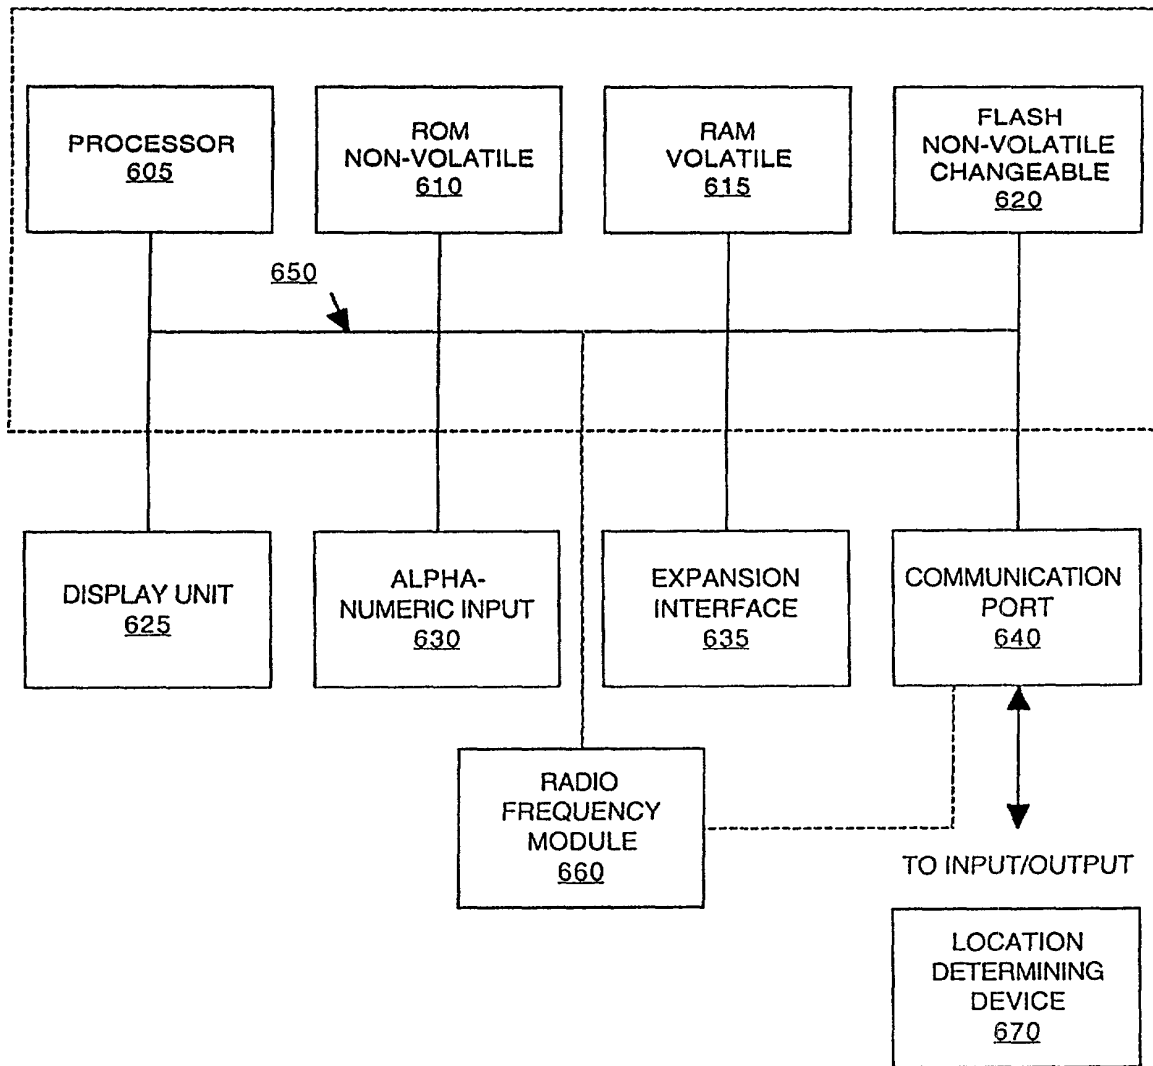 PROCESSOR
605
ROM
NON-VOLATILE
610
RAM
VOLATILE
615
FLASH
NON-VOLATILE
CHANGEABLE
620
650
DISPLAY UNIT
625
ALPHA-
NUMERIC INPUT
630
EXPANSION
INTERFACE
635
COMMUNICATION
PORT
640
RADIO
FREQUENCY
MODULE
660
TO INPUT/OUTPUT
LOCATION
DETERMINING
DEVICE
670